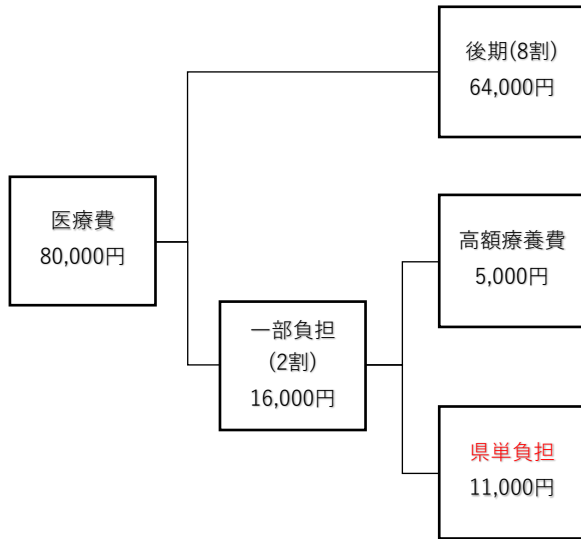 後期(8割)
64,000円
医療費
80,000円
高額療養費
5,000円
一部負担
(2割)
16,000円
県単負担
11,000円